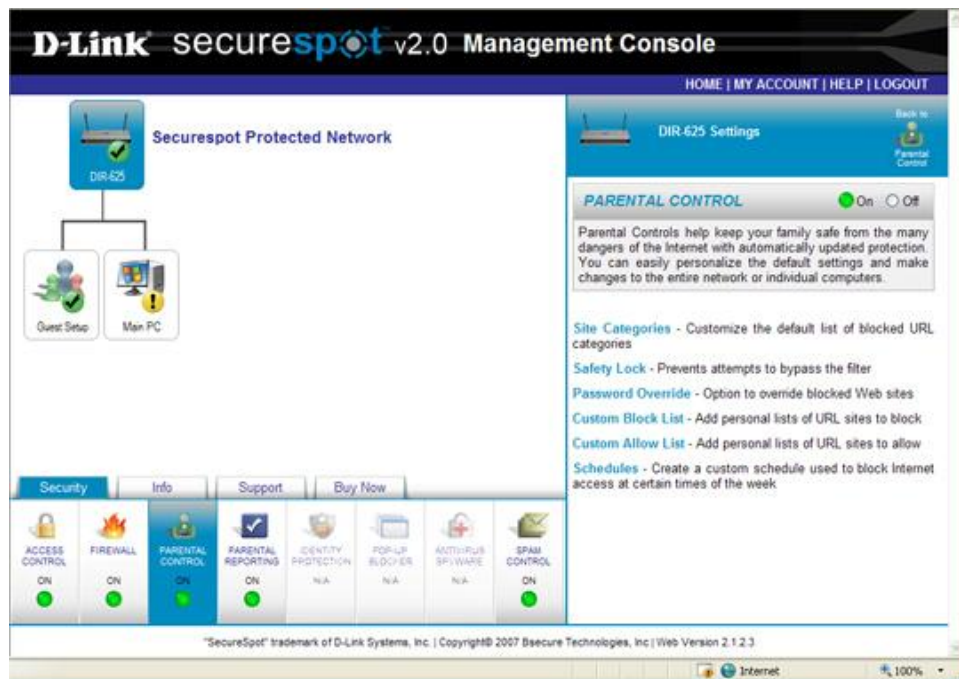 D-Link securespot v2.0 Management Console
HOME | MY ACCOUNT | HELP | LOGOUT
DIR-625
Securespot Protected Network
Guest Setup
Main PC
DIR-625 Settings
Back to
Parental
Control
PARENTAL CONTROL
On Off
Parental Controls help keep your family safe from the many
dangers of the Internet with automatically updated protection.
You can easily personalize the default settings and make
changes to the entire network or individual computers.
Site Categories - Customize the default list of blocked URL
categories
Safety Lock - Prevents attempts to bypass the filter
Password Override - Option to override blocked Web sites
Custom Block List - Add personal lists of URL sites to block
Custom Allow List - Add personal lists of URL sites to allow
Schedules - Create a custom schedule used to block Internet
access at certain times of the week
Security Info Support Buy Now
ACCESS
CONTROL
ON
FIREWALL
ON
PARENTAL
CONTROL
ON
PARENTAL
REPORTING
ON
IDENTITY
PROTECTION
N/A
POP-UP
BLOCKER
N/A
ANTIVIRUS
SPYWARE
N/A
SPAM
CONTROL
ON
"SecureSpot" trademark of D-Link Systems, Inc. | Copyright© 2007 Bsecure Technologies, Inc | Web Version 2.1.2.3
Internet
100%